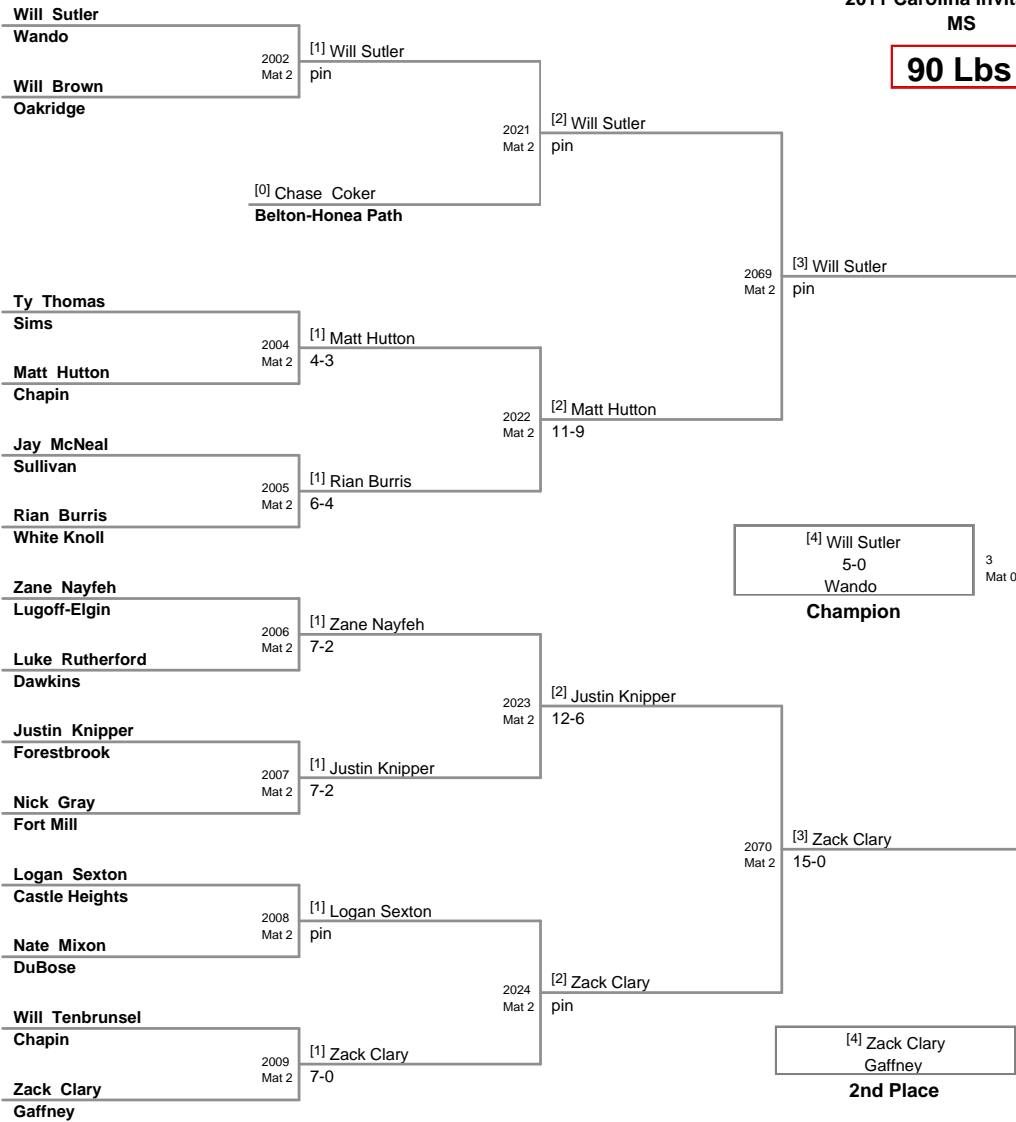 2011 Carolina Invit
MS
90 Lbs
Will Sutler
Wando
2002
Mat 2
[1] Will Sutler
pin
Will Brown
Oakridge
2021
Mat 2
[2] Will Sutler
pin
[0] Chase Coker
Belton-Honea Path
2069
Mat 2
[3] Will Sutler
pin
Ty Thomas
Sims
2004
Mat 2
[1] Matt Hutton
4-3
Matt Hutton
Chapin
2022
Mat 2
[2] Matt Hutton
11-9
Jay McNeal
Sullivan
2005
Mat 2
[1] Rian Burris
6-4
Rian Burris
White Knoll
[4] Will Sutler
5-0
Wando
Champion
3
Mat 0
Zane Nayfeh
Lugoff-Elgin
2006
Mat 2
[1] Zane Nayfeh
7-2
Luke Rutherford
Dawkins
2023
Mat 2
[2] Justin Knipper
12-6
Justin Knipper
Forestbrook
2007
Mat 2
[1] Justin Knipper
7-2
Nick Gray
Fort Mill
2070
Mat 2
[3] Zack Clary
15-0
Logan Sexton
Castle Heights
2008
Mat 2
[1] Logan Sexton
pin
Nate Mixon
DuBose
2024
Mat 2
[2] Zack Clary
pin
Will Tenbrunsel
Chapin
2009
Mat 2
[1] Zack Clary
7-0
Zack Clary
Gaffney
[4] Zack Clary
Gaffney
2nd Place